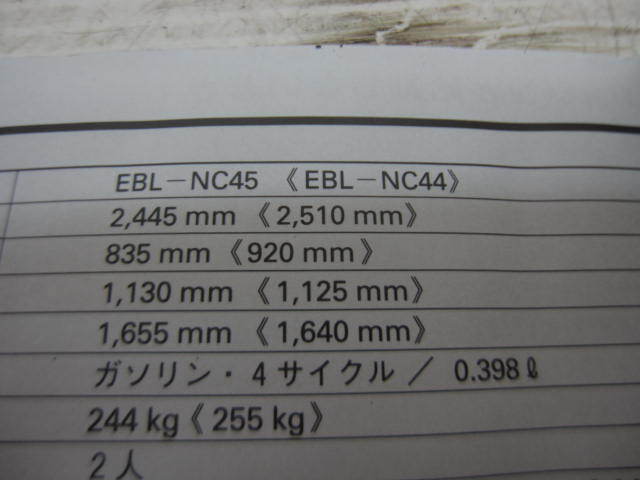 EBL－NC45 《EBL－NC44》
2,445 mm 《2,510 mm》
835 mm 《920 mm》
1,130 mm 《1,125 mm》
1,655 mm 《1,640 mm》
ガソリン・4サイクル / 0.398ℓ
244 kg《255 kg》
2人